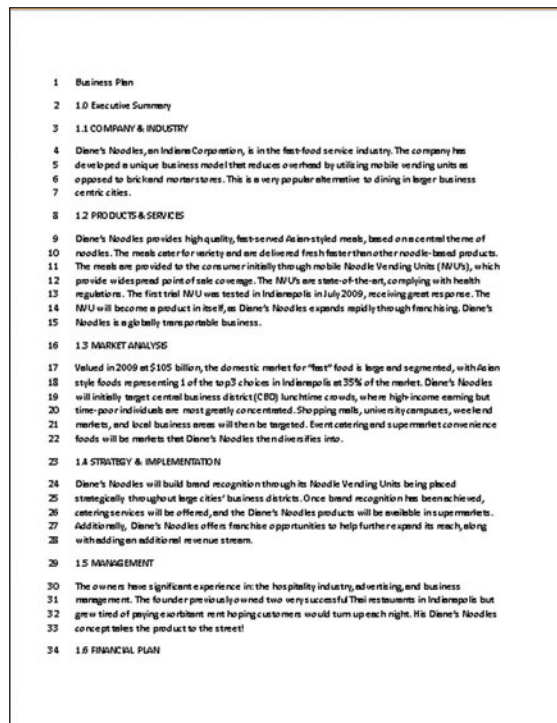 1 Business Plan
2 1.0 Executive Summary
3 1.1 COMPANY & INDUSTRY
4 Diane's Noodles, an Indiana Corporation, is in the fast-food service industry. The company has
5 developed a unique business model that reduces overhead by utilizing mobile vending units as
6 opposed to brick and mortar stores. This is a very popular alternative to dining in larger business
7 centric cities.
8 1.2 PRODUCTS & SERVICES
9 Diane's Noodles provides high quality, fast-served Asian-styled meals, based on a central theme of
10 noodles. The meals cater for variety and are delivered fresh faster than other noodle-based products.
11 The meals are provided to the consumer initially through mobile Noodle Vending Units (NVU's), which
12 provide widespread point of sale coverage. The NVU's are state-of-the-art, complying with health
13 regulations. The first trial NVU was tested in Indianapolis in July 2009, receiving great response. The
14 NVU will become a product in itself, as Diane's Noodles expands rapidly through franchising. Diane's
15 Noodles is a globally transportable business.
16 1.3 MARKET ANALYSIS
17 Valued in 2009 at $105 billion, the domestic market for "fast" food is large and segmented, with Asian
18 style foods representing 1 of the top 3 choices in Indianapolis at 35% of the market. Diane's Noodles
19 will initially target central business district (CBD) lunchtime crowds, where high-income earning but
20 time-poor individuals are most greatly concentrated. Shopping malls, university campuses, weekend
21 markets, and local business areas will then be targeted. Event catering and supermarket convenience
22 foods will be markets that Diane's Noodles then diversifies into.
23 1.4 STRATEGY & IMPLEMENTATION
24 Diane's Noodles will build brand recognition through its Noodle Vending Units being placed
25 strategically throughout large cities' business districts. Once brand recognition has been achieved,
26 catering services will be offered, and the Diane's Noodles products will be available in supermarkets.
27 Additionally, Diane's Noodles offers franchise opportunities to help further expand its reach, along
28 with adding an additional revenue stream.
29 1.5 MANAGEMENT
30 The owners have significant experience in: the hospitality industry, advertising, and business
31 management. The founder previously owned two very successful Thai restaurants in Indianapolis but
32 grew tired of paying exorbitant rent hoping customers would turn up each night. His Diane's Noodles
33 concept takes the product to the street!
34 1.6 FINANCIAL PLAN